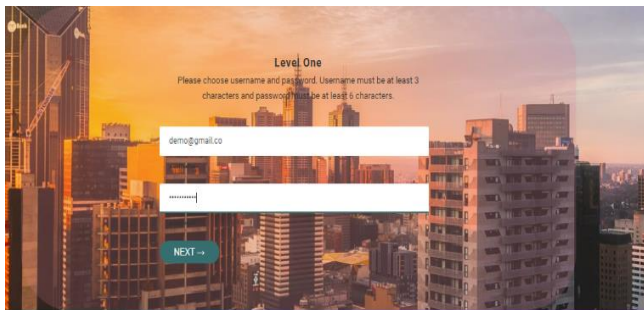 Level One
Please choose username and password. Username must be at least 3
characters and password must be at least 6 characters.
demo@gmail.co
NEXT→